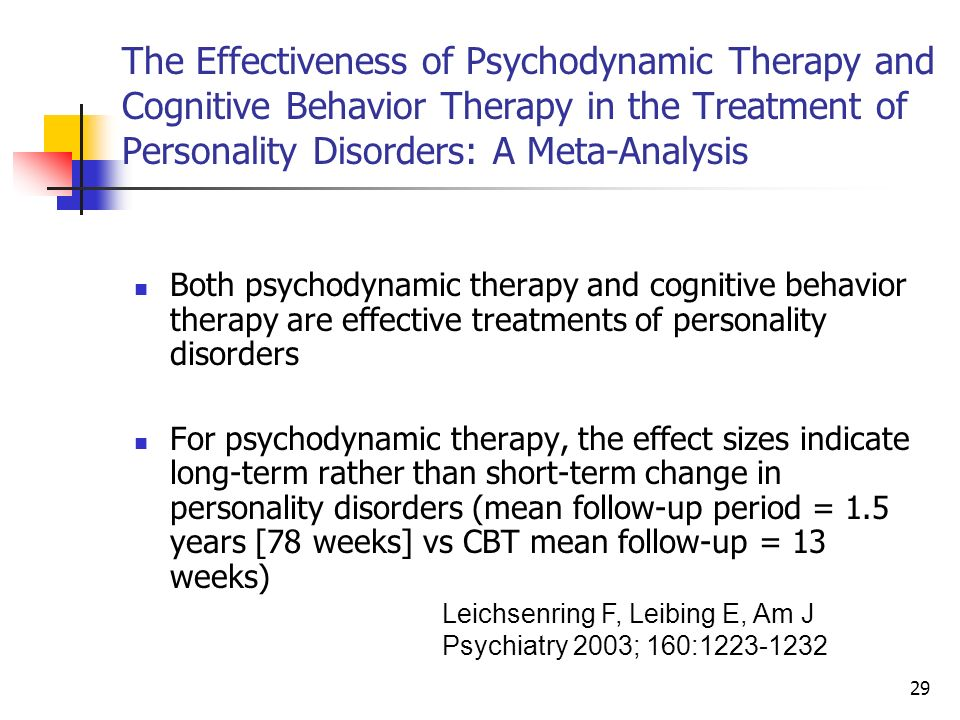 The Effectiveness of Psychodynamic Therapy and
Cognitive Behavior Therapy in the Treatment of
Personality Disorders: A Meta-Analysis
Both psychodynamic therapy and cognitive behavior
therapy are effective treatments of personality
disorders
For psychodynamic therapy, the effect sizes indicate
long-term rather than short-term change in
personality disorders (mean follow-up period = 1.5
years [78 weeks] vs CBT mean follow-up = 13
weeks)
Leichsenring F, Leibing E, Am J
Psychiatry 2003; 160:1223-1232
29